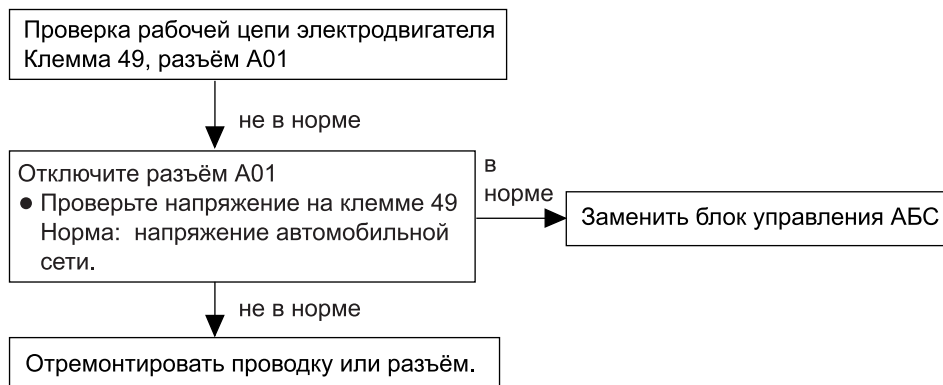 Проверка рабочей цепи электродвигателя
Клемма 49, разъём А01
не в норме
Отключите разъём А01
● Проверьте напряжение на клемме 49
Норма: напряжение автомобильной
сети.
в
норме
Заменить блок управления АБС
не в норме
Отремонтировать проводку или разъём.